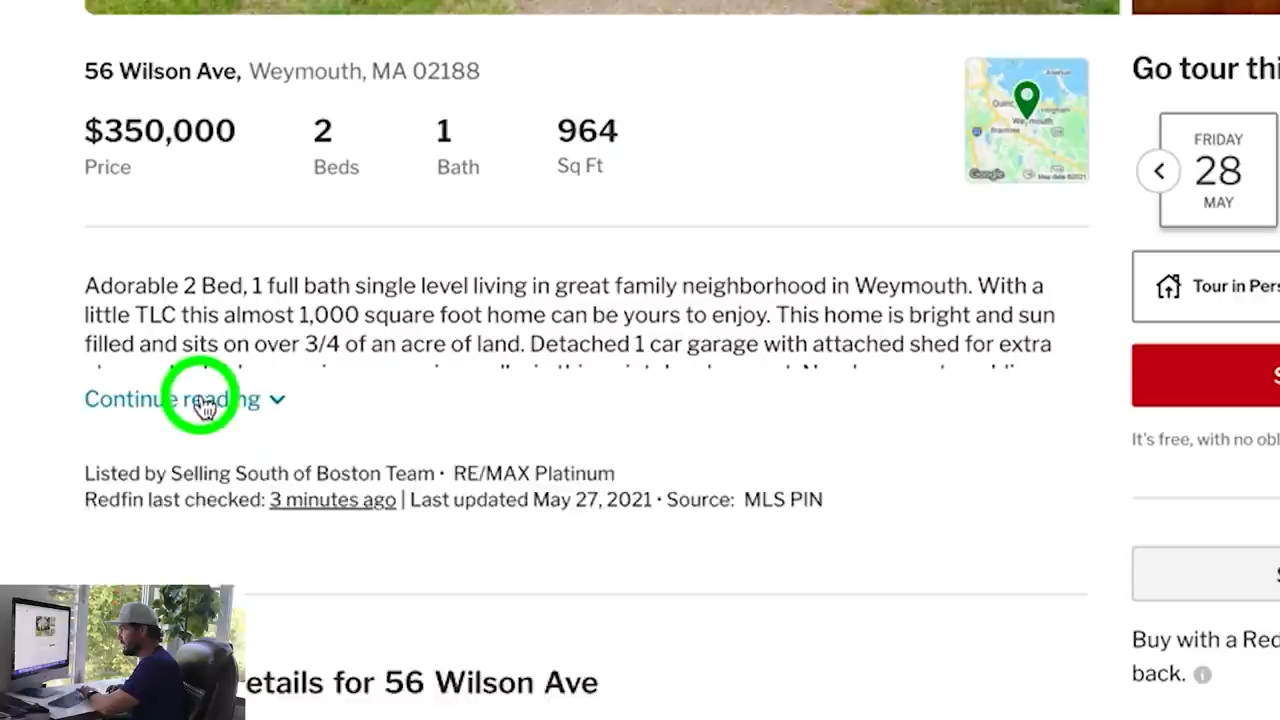 56 Wilson Ave, Weymouth, MA 02188
$350,000 2 1 964
Price Beds Bath Sq Ft
Adorable 2 Bed, 1 full bath single level living in great family neighborhood in Weymouth. With a
little TLC this almost 1,000 square foot home can be yours to enjoy. This home is bright and sun
filled and sits on over 3/4 of an acre of land. Detached 1 car garage with attached shed for extra
Continue reading
Listed by Selling South of Boston Team · RE/MAX Platinum
Redfin last checked: 3 minutes ago | Last updated May 27, 2021 · Source: MLS PIN
etails for 56 Wilson Ave
Google
Map data ©2021
Go tour thi
FRIDAY
28
MAY
Tour in Pers
S
It's free, with no obl
S
Buy with a Red
back.